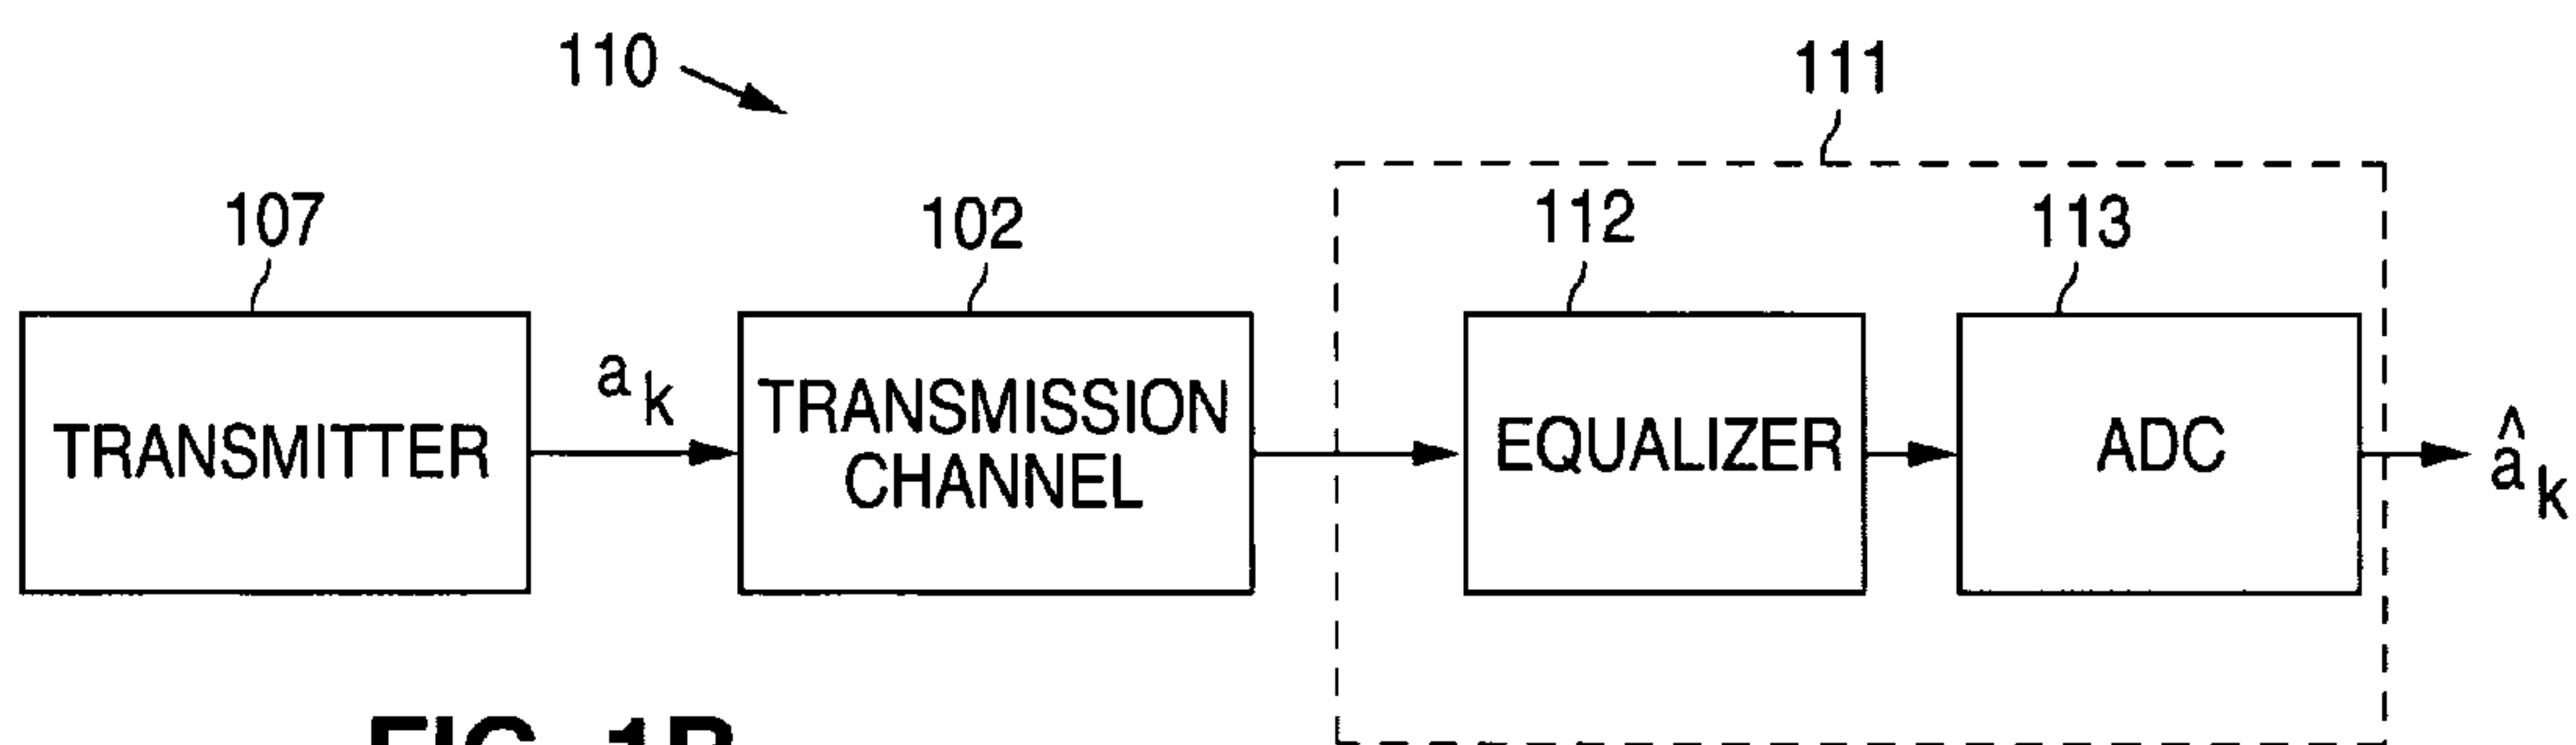 110
111
107
102
112
113
TRANSMITTER
a k
TRANSMISSION
CHANNEL
EQUALIZER
ADC
â k